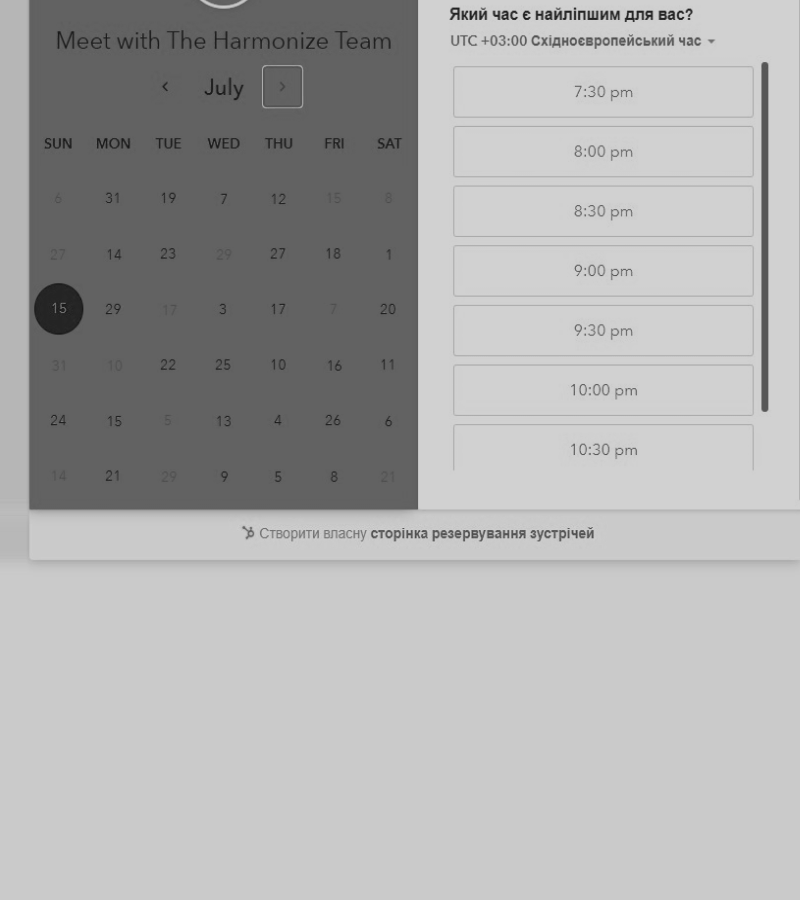 Meet with The Harmonize Team
July
SUN MON TUE WED THU FRI SAT
6 31 19 7 12 15 8
27 14 23 29 27 18 1
15 29 17 3 17 7 20
31 10 22 25 10 16 11
24 15 5 13 4 26 6
14 21 29 9 5 8 21
Який час є найліпшим для вас?
UTC +03:00 Східноєвропейський час
7:30 pm
8:00 pm
8:30 pm
9:00 pm
9:30 pm
10:00 pm
10:30 pm
Створити власну сторінка резервування зустрічей